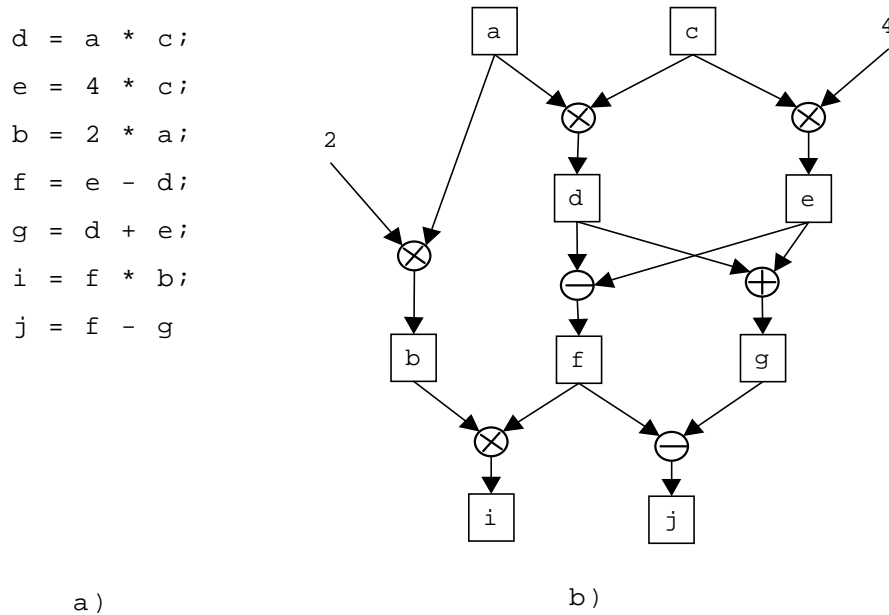 d = a * c;
e = 4 * c;
b = 2 * a;
f = e - d;
g = d + e;
i = f * b;
j = f - g
a)
a
c
4
2
d
e
b
f
g
i
j
b)